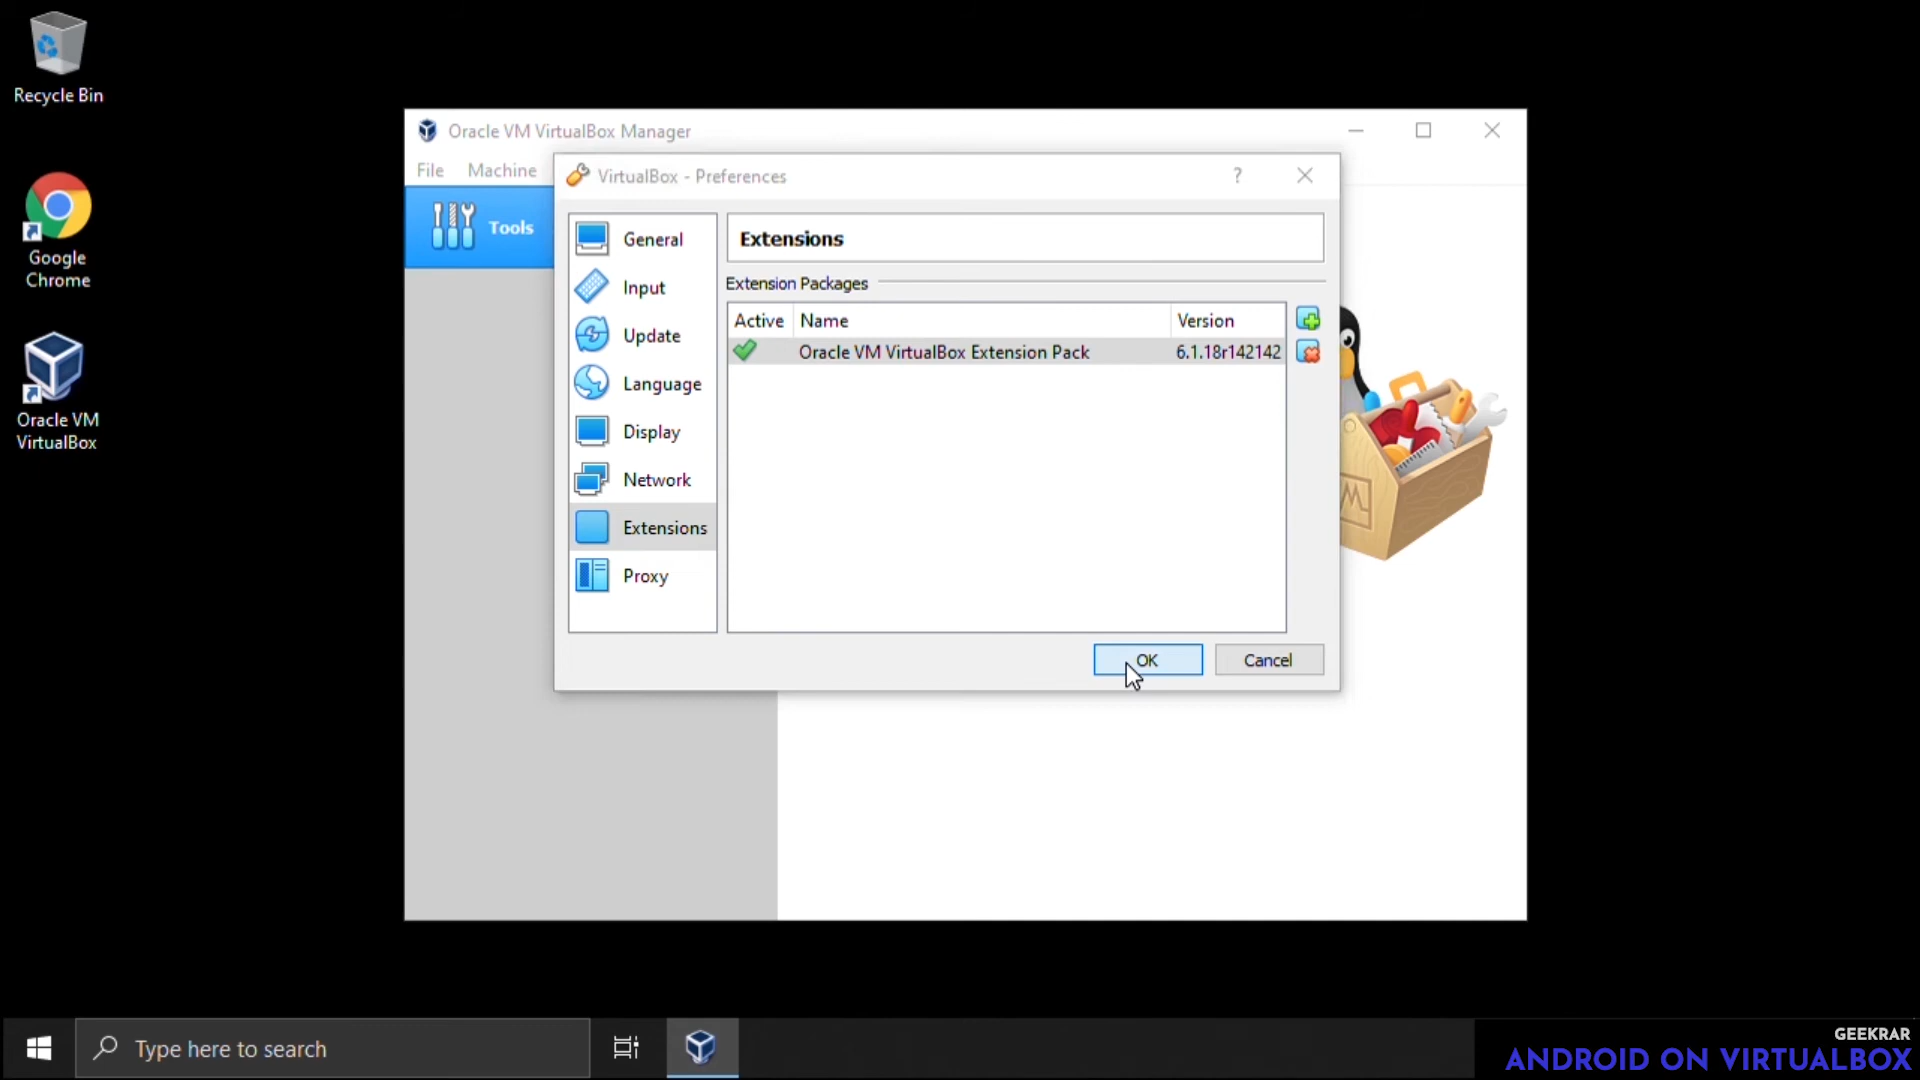 Recycle Bin
Google
Chrome
Oracle VM
VirtualBox
Oracle VM VirtualBox Manager
File Machine
Tools
VirtualBox - Preferences
?
General
Input
Update
Language
Display
Network
Extensions
Proxy
Extensions
Extension Packages
Active Name Version
Oracle VM VirtualBox Extension Pack 6.1.18r142142
OK Cancel
Type here to search
GEEKRAR
ANDROID ON VIRTUALBOX